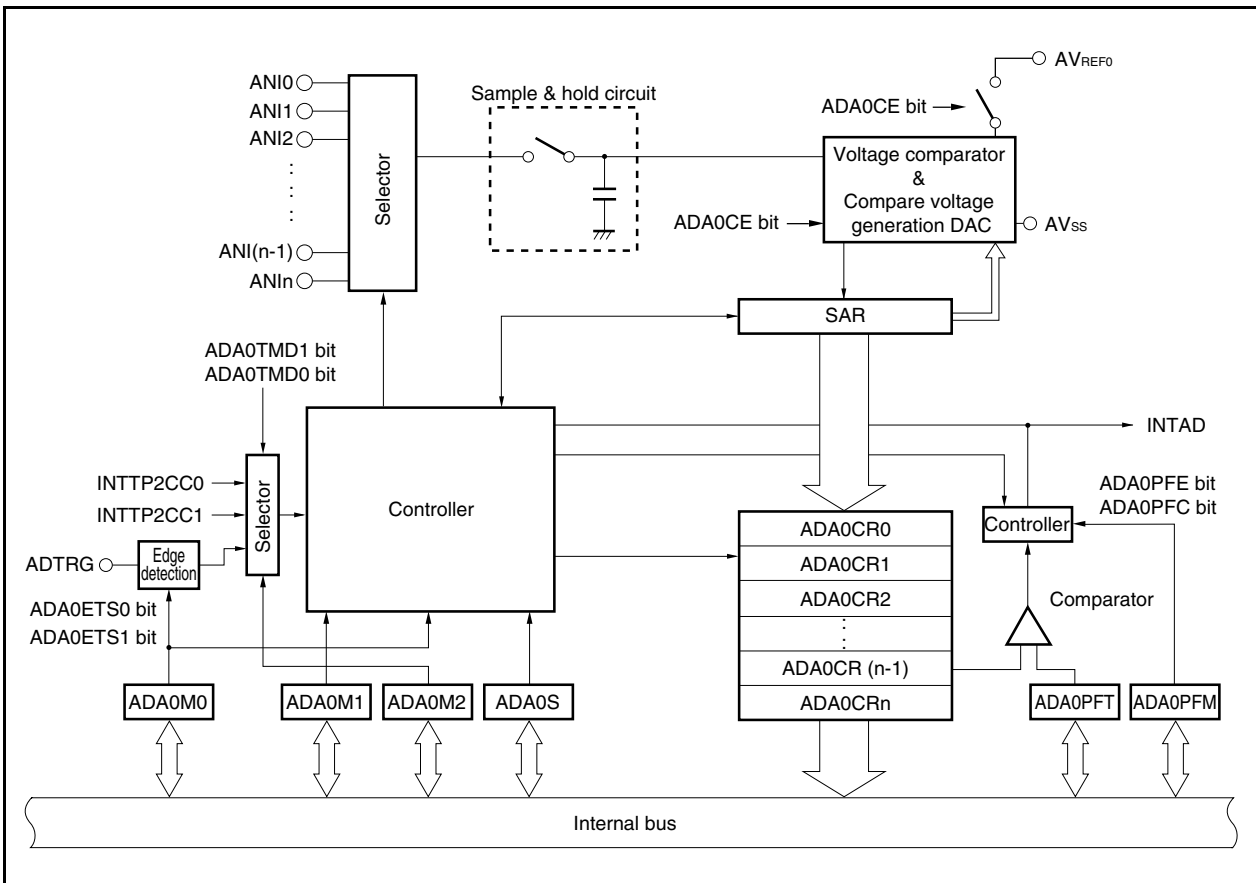 ANI0
ANI1
ANI2
ANI(n-1)
ANIn
Selector
Sample & hold circuit
AVREF0
ADA0CE bit
Voltage comparator
&
Compare voltage
generation DAC
ADA0CE bit
AVSS
SAR
ADA0TMD1 bit
ADA0TMD0 bit
INTTP2CC0
INTTP2CC1
ADTRG
Edge
detection
Selector
ADA0ETS0 bit
ADA0ETS1 bit
Controller
INTAD
ADA0PFE bit
ADA0PFC bit
Controller
Comparator
ADA0CR0
ADA0CR1
ADA0CR2
ADA0CR (n-1)
ADA0CRn
ADA0M0
ADA0M1
ADA0M2
ADA0S
ADA0PFT
ADA0PFM
Internal bus